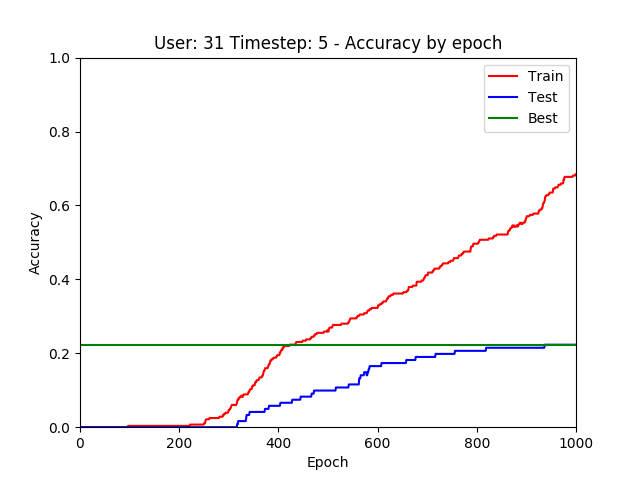 User: 31 Timestep: 5 - Accuracy by epoch
1.0
0.8
0.6
0.4
0.2
0.0
Accuracy
Train
Test
Best
0 200 400 600 800 1000
Epoch